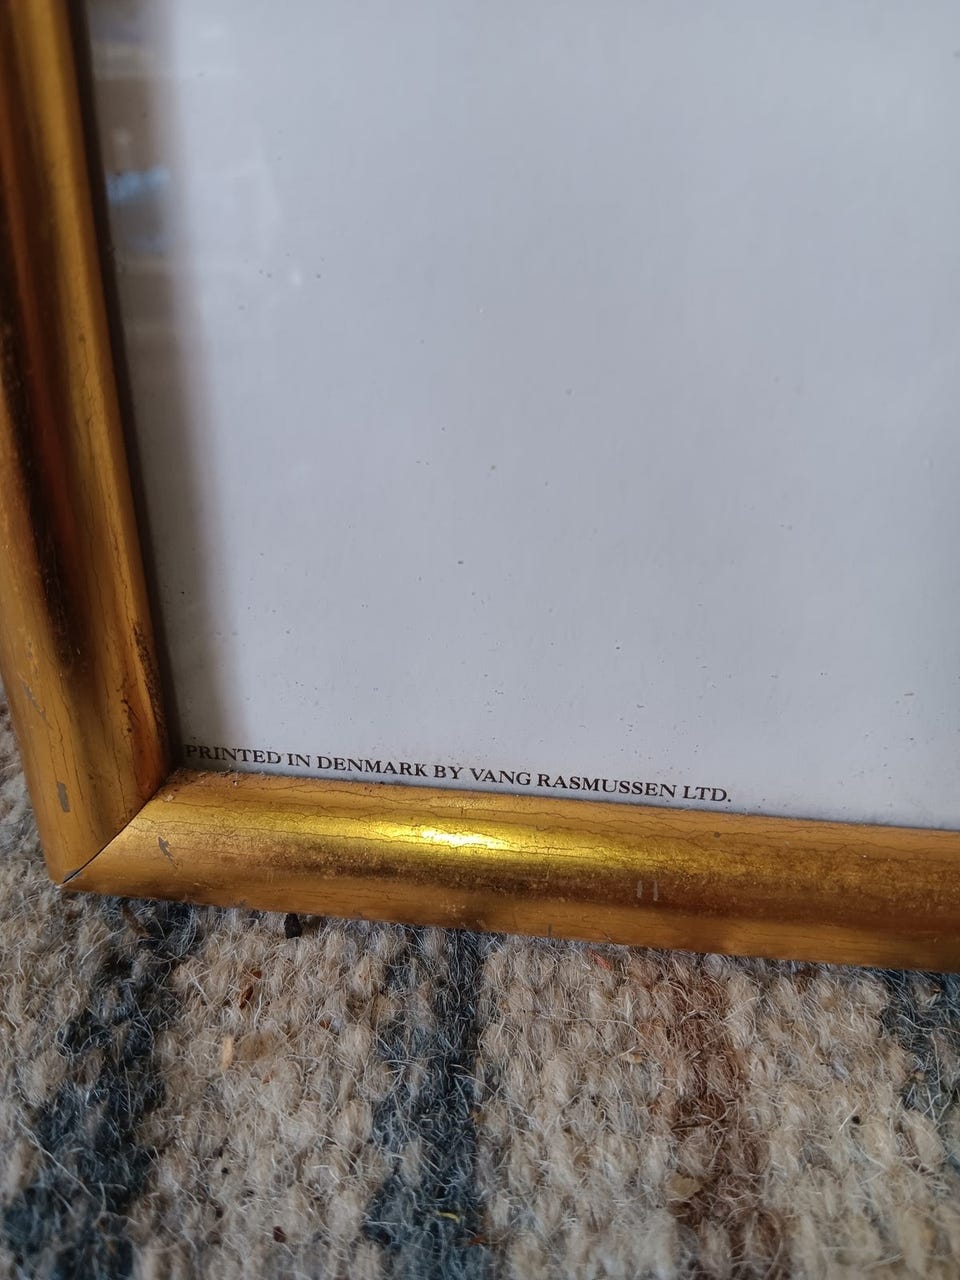 PRINTED IN DENMARK BY VANG RASMUSSEN LTD.